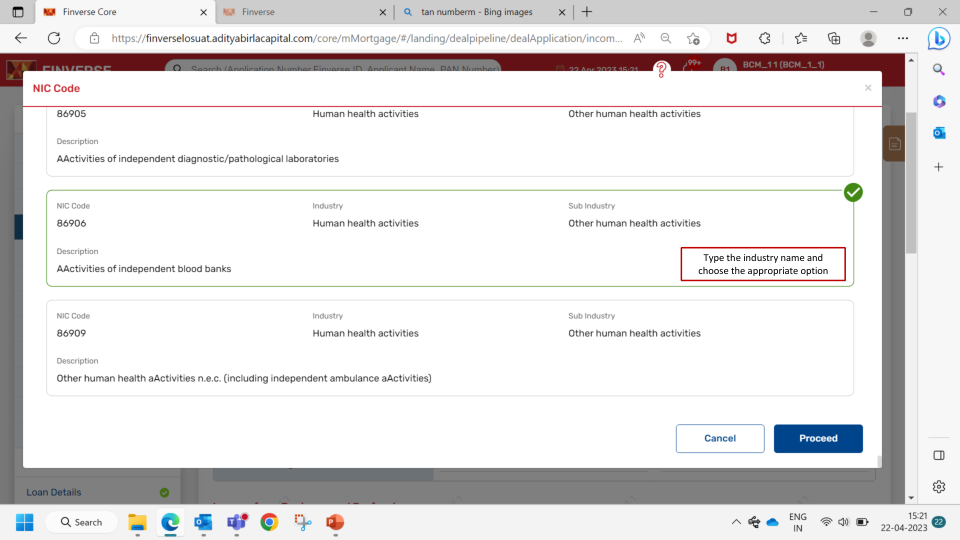 Finverse Core
Finverse
tan numberm - Bing images
https://finverselosuat.adityabirlacapital.com/core/mMortgage/#/landing/dealpipeline/dealApplication/incom...
FINVERSE
Search (Application Number Finverse ID, Applicant Name, PAN Number)
22 Apr 2023 15:21
99+
B1
BCM_1 1 (BCM_1_1)
NIC Code
86905 Human health activities Other human health activities
Description
AActivities of independent diagnostic/pathological laboratories
NIC Code Industry Sub Industry
86906 Human health activities Other human health activities
Description
AActivities of independent blood banks
Type the industry name and
choose the appropriate option
NIC Code Industry Sub Industry
86909 Human health activities Other human health activities
Description
Other human health aActivities n.e.c. (including independent ambulance aActivities)
Cancel Proceed
Loan Details
Search
ENG
IN
15:21
22-04-2023
22